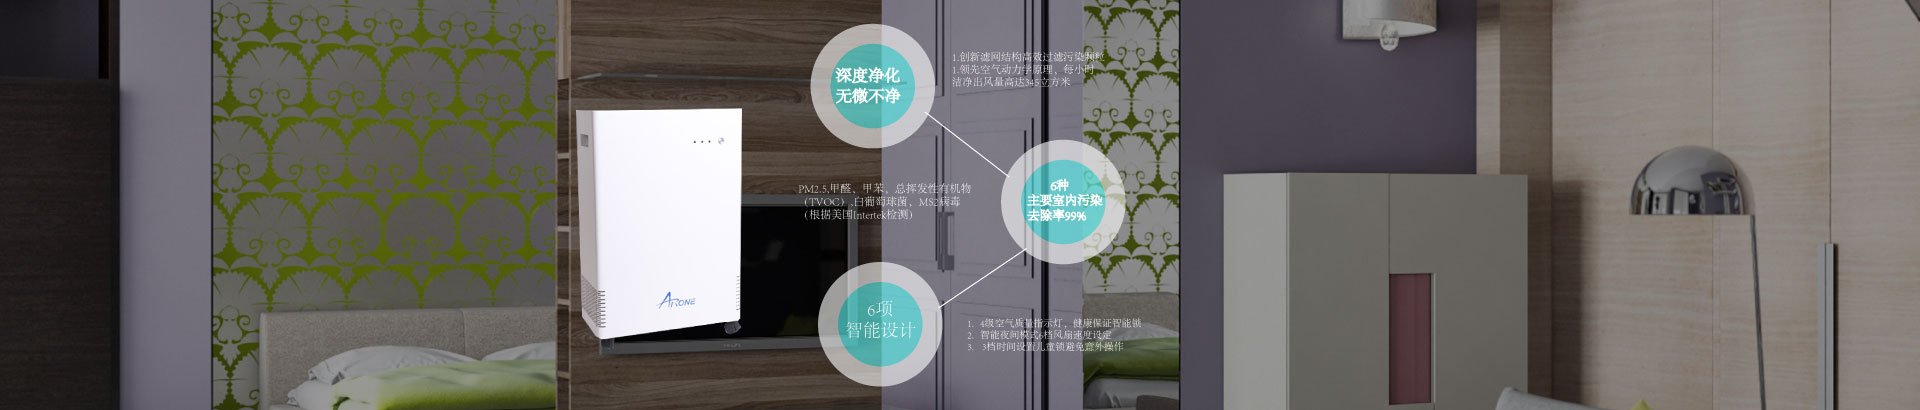 深度净化
无微不净
1.创新滤网结构高效过滤污染颗粒
1.领先空气动力学原理，每小时
洁净出风量高达345立方米
6种
主要室内污染
去除率99%
PM2.5,甲醛、甲苯、总挥发性有机物
（TVOC）,白葡萄球菌、MS2病毒
（根据美国Intertek检测）
ARONE
6项
智能设计
1. 4级空气质量指示灯，健康保证智能锁
2. 智能夜间模式6档风扇速度设定
3. 3档时间设置儿童锁避免意外操作